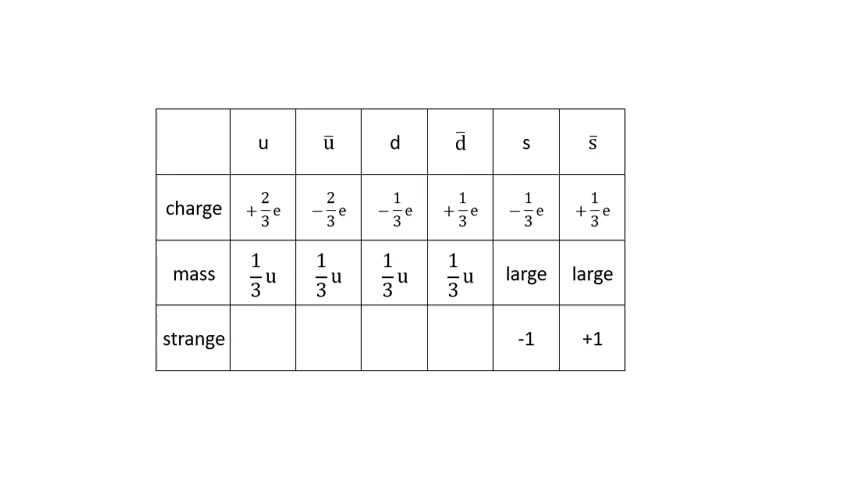 u ū d d̄ s s̄
charge +2/3e −2/3e −1/3e +1/3e −1/3e +1/3e
mass 1/3u 1/3u 1/3u 1/3u large large
strange -1 +1